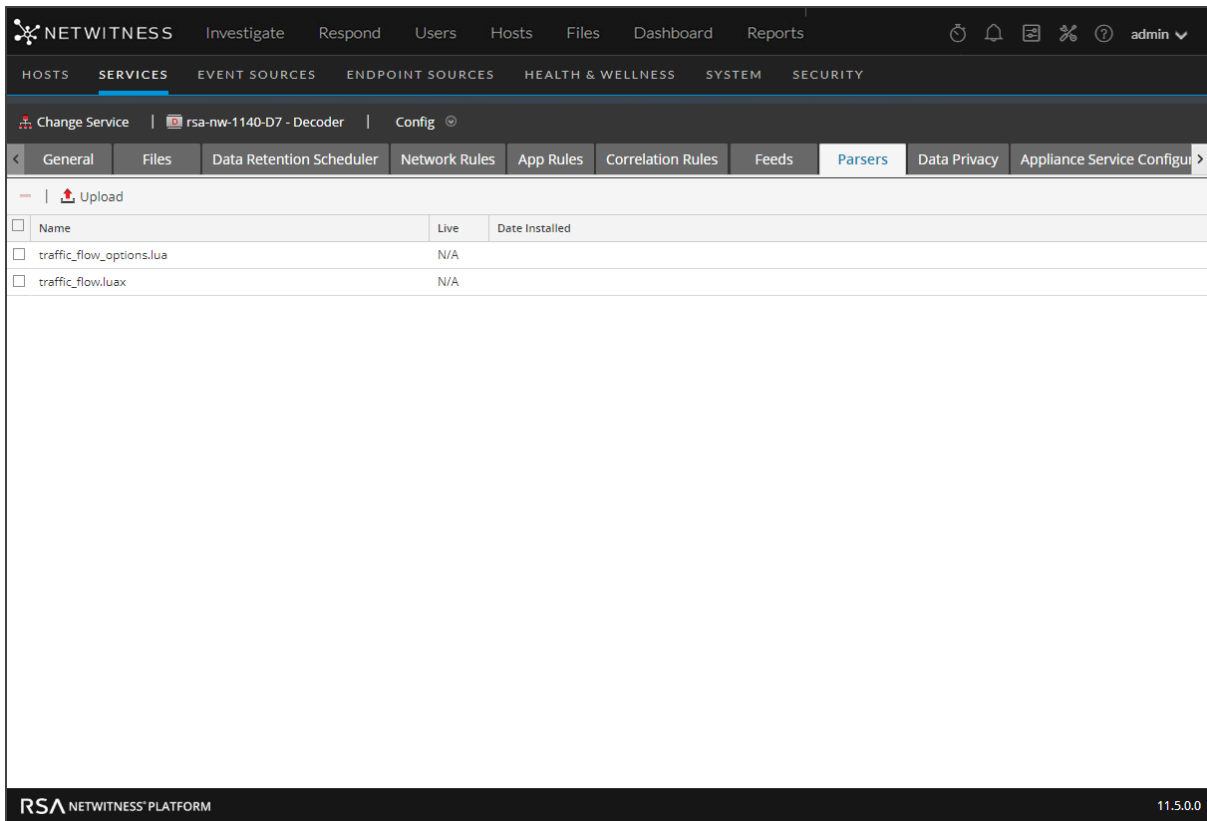 NETWITNESS Investigate Respond Users Hosts Files Dashboard Reports admin
HOSTS SERVICES EVENT SOURCES ENDPOINT SOURCES HEALTH & WELLNESS SYSTEM SECURITY
Change Service | D rsa-nw-1140-D7 - Decoder | Config
General Files Data Retention Scheduler Network Rules App Rules Correlation Rules Feeds Parsers Data Privacy Appliance Service Configur
Upload
Name Live Date Installed
traffic_flow_options.lua N/A
traffic_flow.luax N/A
RSA NETWITNESS® PLATFORM 11.5.0.0